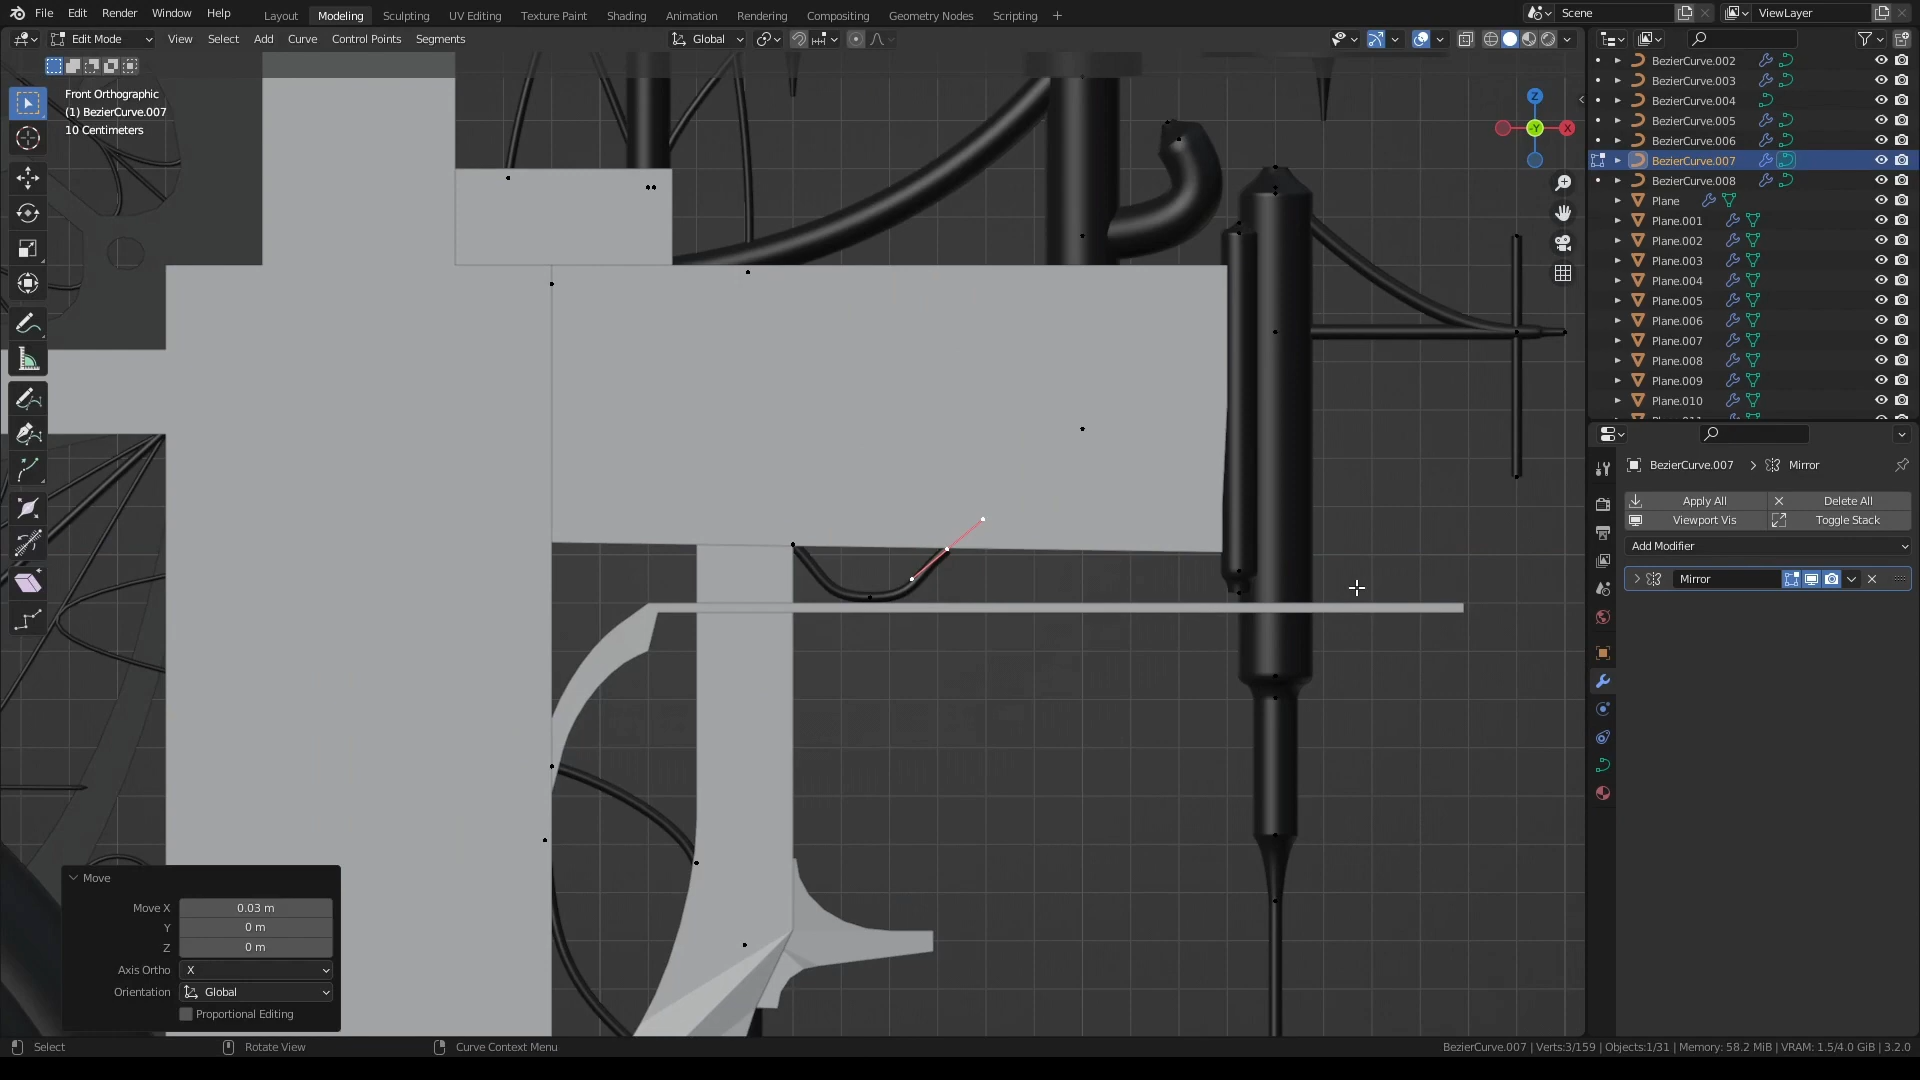 File Edit Render Window Help
Layout Modeling Sculpting UV Editing Texture Paint Shading Animation Rendering Compositing Geometry Nodes Scripting +
Scene
ViewLayer
Edit Mode View Select Add Curve Control Points Segments
Global
Front Orthographic
(1) BezierCurve.007
10 Centimeters
Z
-Y
X
BezierCurve.002
BezierCurve.003
BezierCurve.004
BezierCurve.005
BezierCurve.006
BezierCurve.007
BezierCurve.008
Plane
Plane.001
Plane.002
Plane.003
Plane.004
Plane.005
Plane.006
Plane.007
Plane.008
Plane.009
Plane.010
BezierCurve.007 > Mirror
Apply All
Delete All
Viewport Vis
Toggle Stack
Add Modifier
Mirror
Move
Move X 0.03 m
Y 0 m
Z 0 m
Axis Ortho X
Orientation Global
Proportional Editing
Select
Rotate View
Curve Context Menu
BezierCurve.007 | Verts:3/159 | Objects:1/31 | Memory: 58.2 MiB | VRAM: 1.5/4.0 GiB | 3.2.0